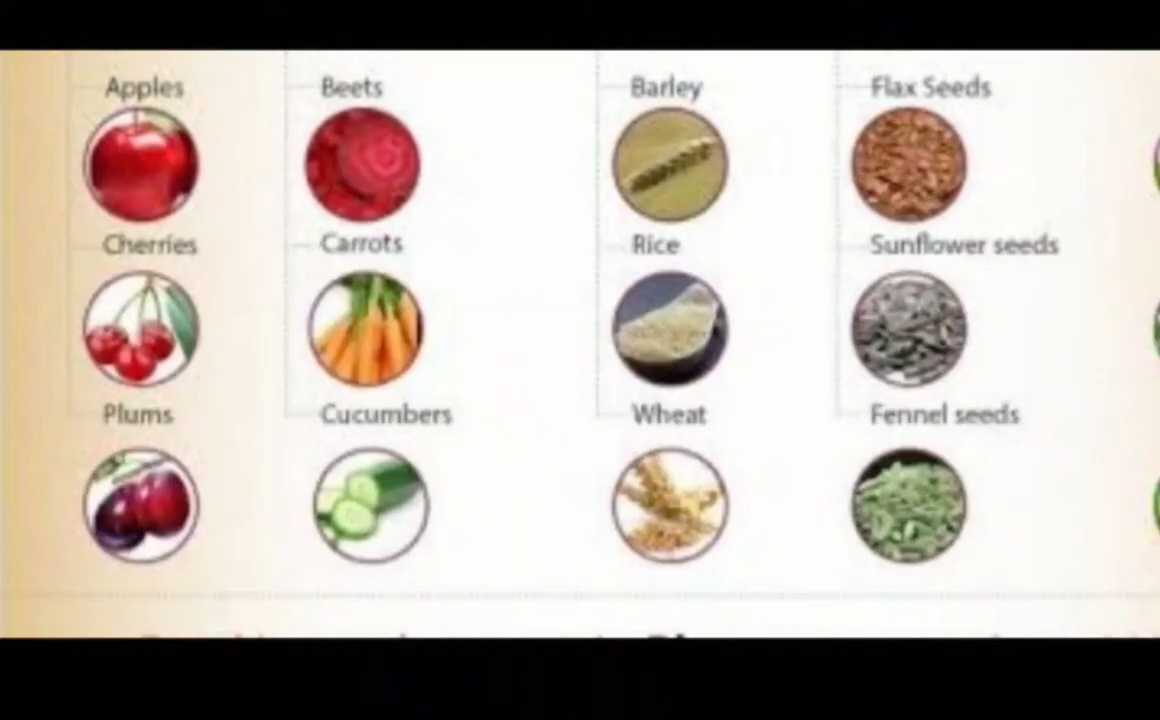 Apples
Beets
Barley
Flax Seeds
Cherries
Carrots
Rice
Sunflower seeds
Plums
Cucumbers
Wheat
Fennel seeds